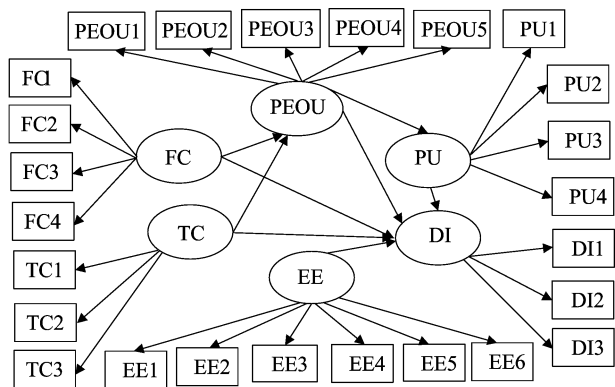 PEOU1
PEOU2
PEOU3
PEOU4
PEOU5
PU1
FC1
PEOU
PU2
FC2
FC
PU
PU3
FC3
PU4
FC4
TC
DI
DI1
TC1
EE
DI2
TC2
DI3
TC3
EE1
EE2
EE3
EE4
EE5
EE6